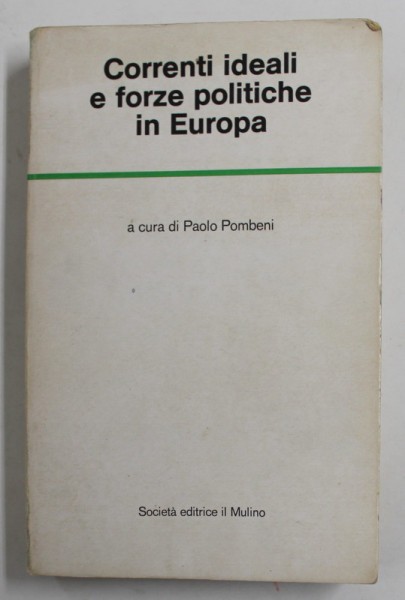 Correnti ideali
e forze politiche
in Europa
a cura di Paolo Pombeni
Società editrice il Mulino